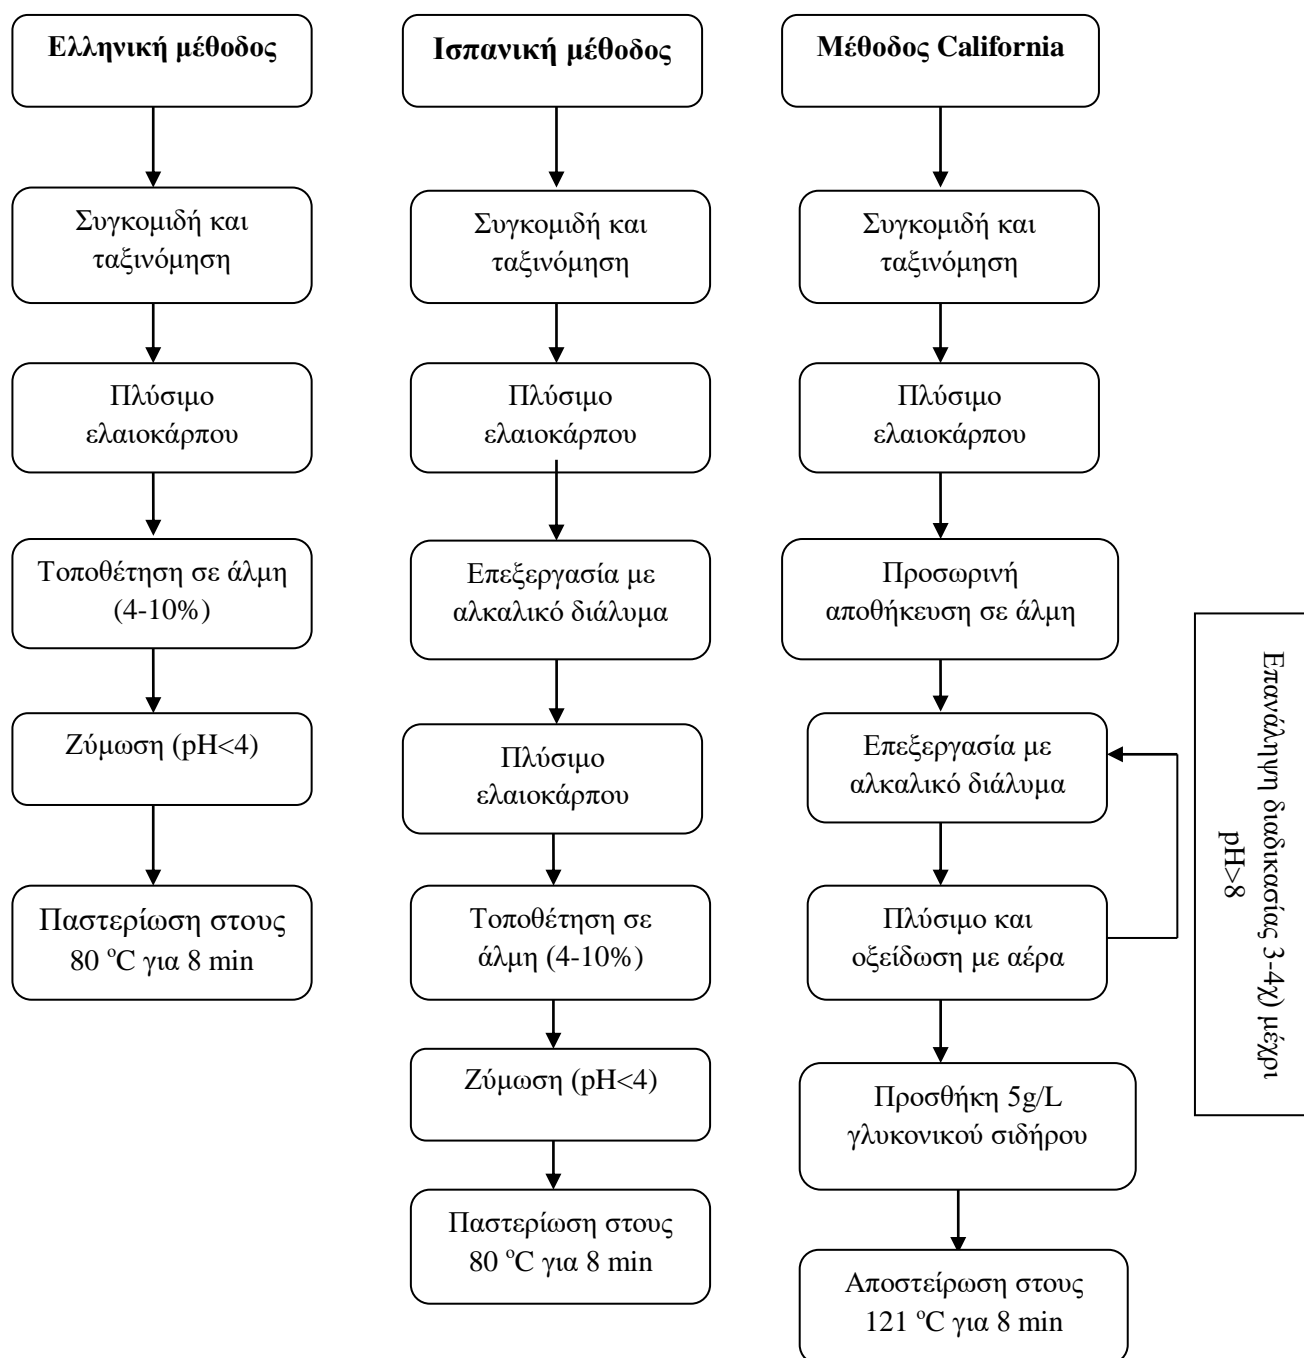 Ελληνική μέθοδος
Συγκομιδή και
ταξινόμηση
Πλύσιμο
ελαιοκάρπου
Τοποθέτηση σε άλμη
(4-10%)
Ζύμωση (pH<4)
Παστερίωση στους
80 °C για 8 min
Ισπανική μέθοδος
Συγκομιδή και
ταξινόμηση
Πλύσιμο
ελαιοκάρπου
Επεξεργασία με
αλκαλικό διάλυμα
Πλύσιμο
ελαιοκάρπου
Τοποθέτηση σε
άλμη (4-10%)
Ζύμωση (pH<4)
Παστερίωση στους
80 °C για 8 min
Μέθοδος California
Συγκομιδή και
ταξινόμηση
Πλύσιμο
ελαιοκάρπου
Προσωρινή
αποθήκευση σε άλμη
Επεξεργασία με
αλκαλικό διάλυμα
Πλύσιμο και
οξείδωση με αέρα
Προσθήκη 5g/L
γλυκονικού σιδήρου
Αποστείρωση στους
121 °C για 8 min
Επανάληψη διαδικασίας 3-4χ) μέχρι
pH>8